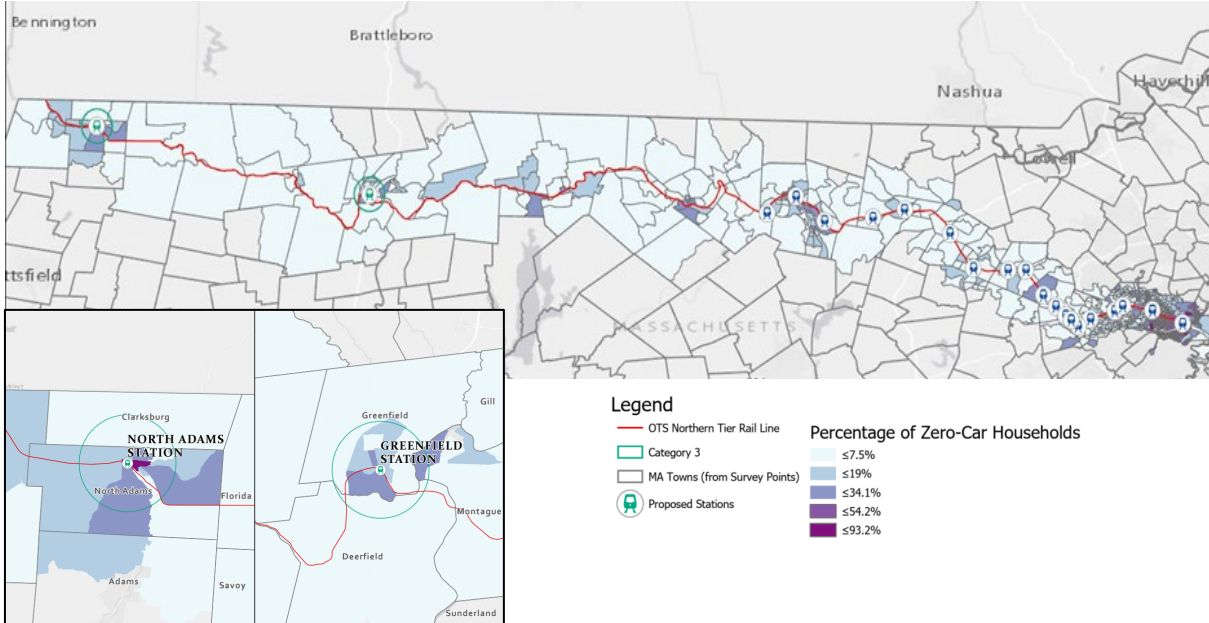 Bennington
Brattleboro
Nashua
Haverhill
Lowell
ttsfield
MASSACHUSETTS
Clarksburg
NORTH ADAMS
STATION
North Adams
Florida
Adams
Savoy
Greenfield
Gill
GREENFIELD
STATION
Montague
Deerfield
Sunderland
Legend
OTS Northern Tier Rail Line
Category 3
MA Towns (from Survey Points)
Proposed Stations
Percentage of Zero-Car Households
≤7.5%
≤19%
≤34.1%
≤54.2%
≤93.2%